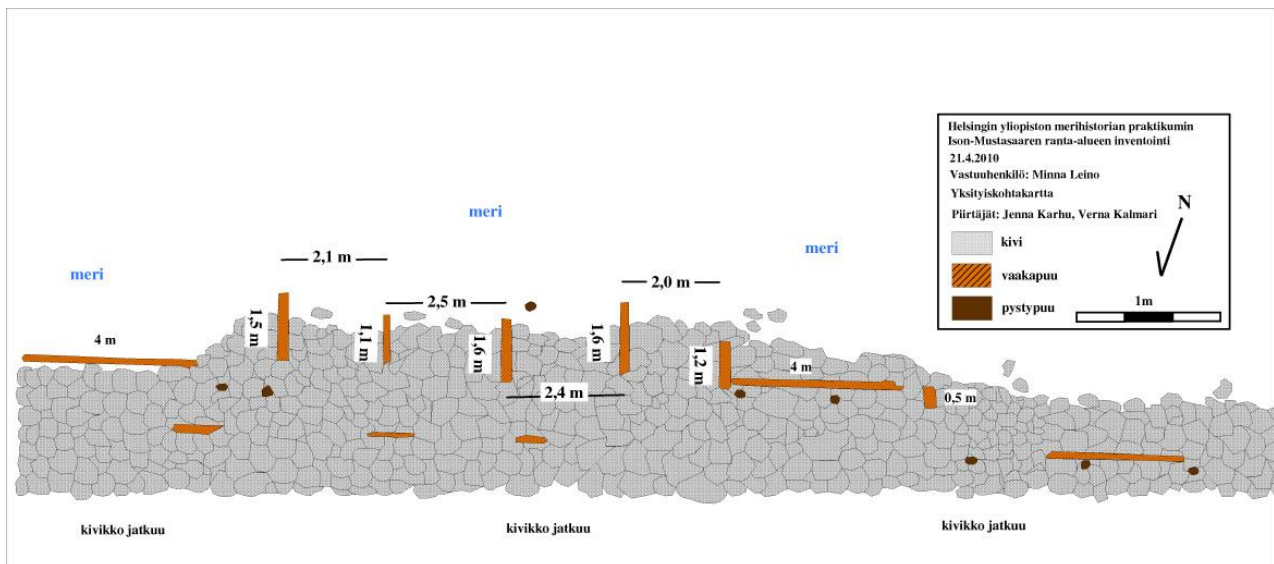 Helsingin yliopiston merihistorian praktikumin
Ison-Mustasaaren ranta-alueen inventointi
21.4.2010
Vastuuhenkilö: Minna Leino
Yksityiskohtakartta
Piirtäjät: Jenna Karhu, Verna Kalmari
N
kivi
vaakapuu
pystypuu
1m
meri
meri
meri
2,1 m
2,5 m
2,0 m
4 m
1,5 m
1,1 m
1,6 m
1,6 m
1,2 m
4 m
2,4 m
0,5 m
kivikko jatkuu
kivikko jatkuu
kivikko jatkuu